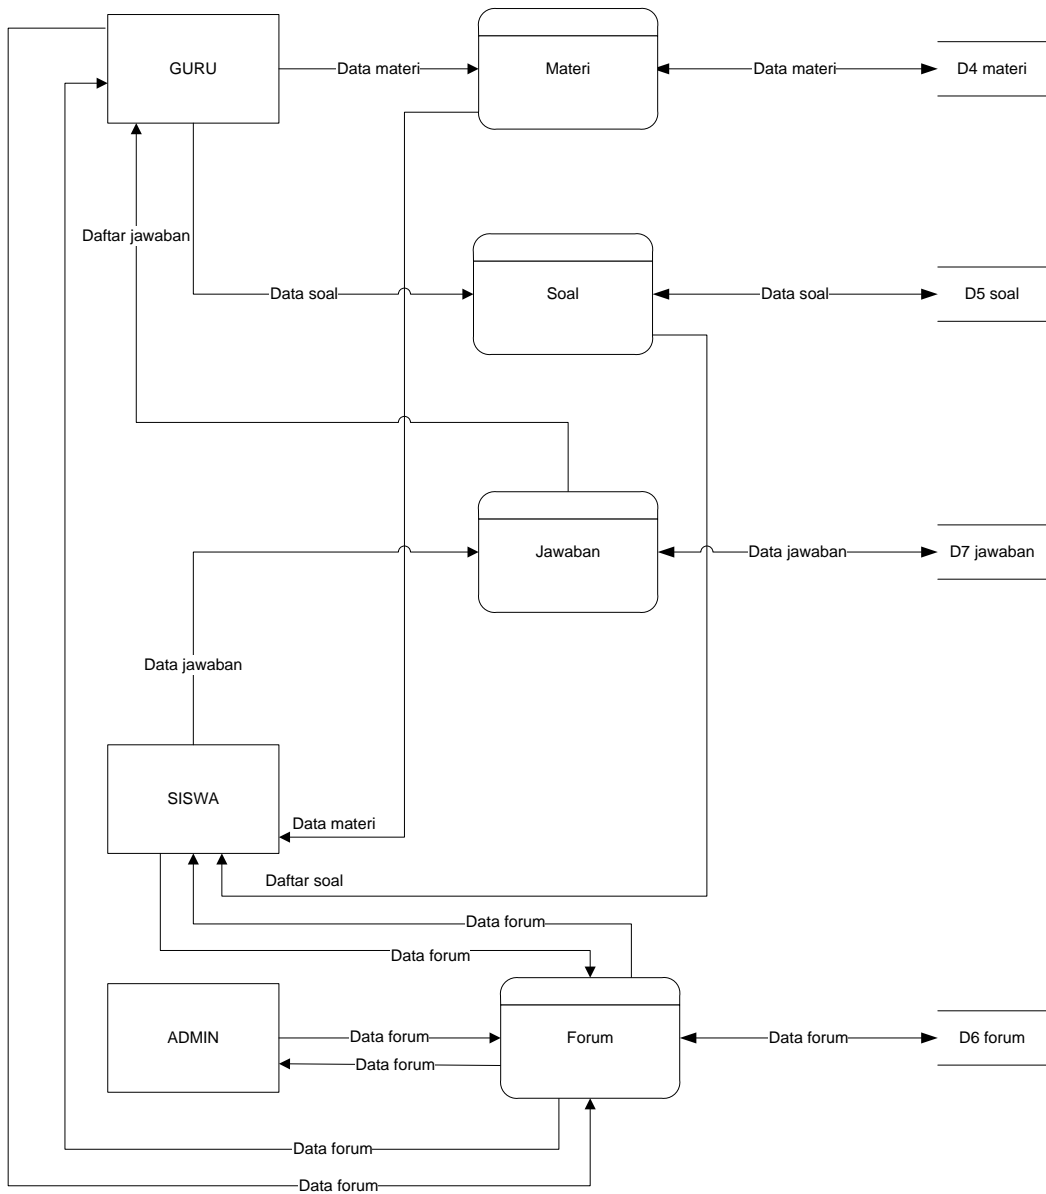 GURU
Data materi
Materi
Data materi
D4 materi
Daftar jawaban
Data soal
Soal
Data soal
D5 soal
Jawaban
Data jawaban
D7 jawaban
Data jawaban
SISWA
Data materi
Daftar soal
Data forum
Data forum
ADMIN
Data forum
Forum
Data forum
D6 forum
Data forum
Data forum
Data forum